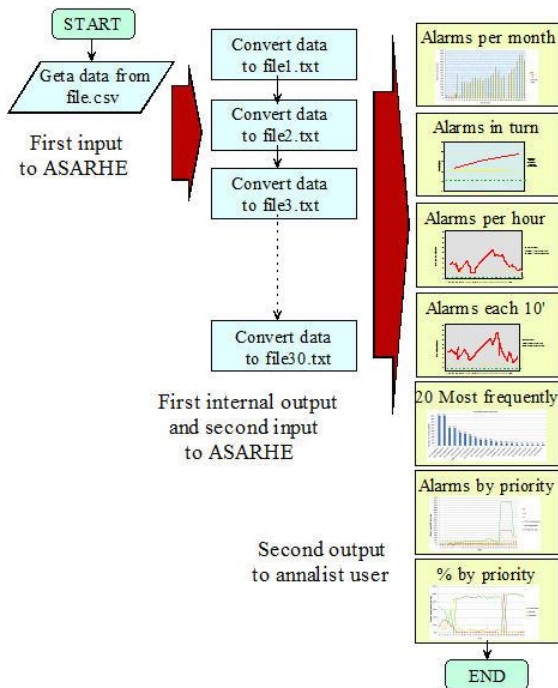 START
Geta data from
file.csv
First input
to ASARHE
Convert data
to file1.txt
Convert data
to file2.txt
Convert data
to file3.txt
Convert data
to file30.txt
First internal output
and second input
to ASARHE
Second output
to annalist user
Alarms per month
Alarms in turn
Alarms per hour
Alarms each 10'
20 Most frequently
Alarms by priority
% by priority
END